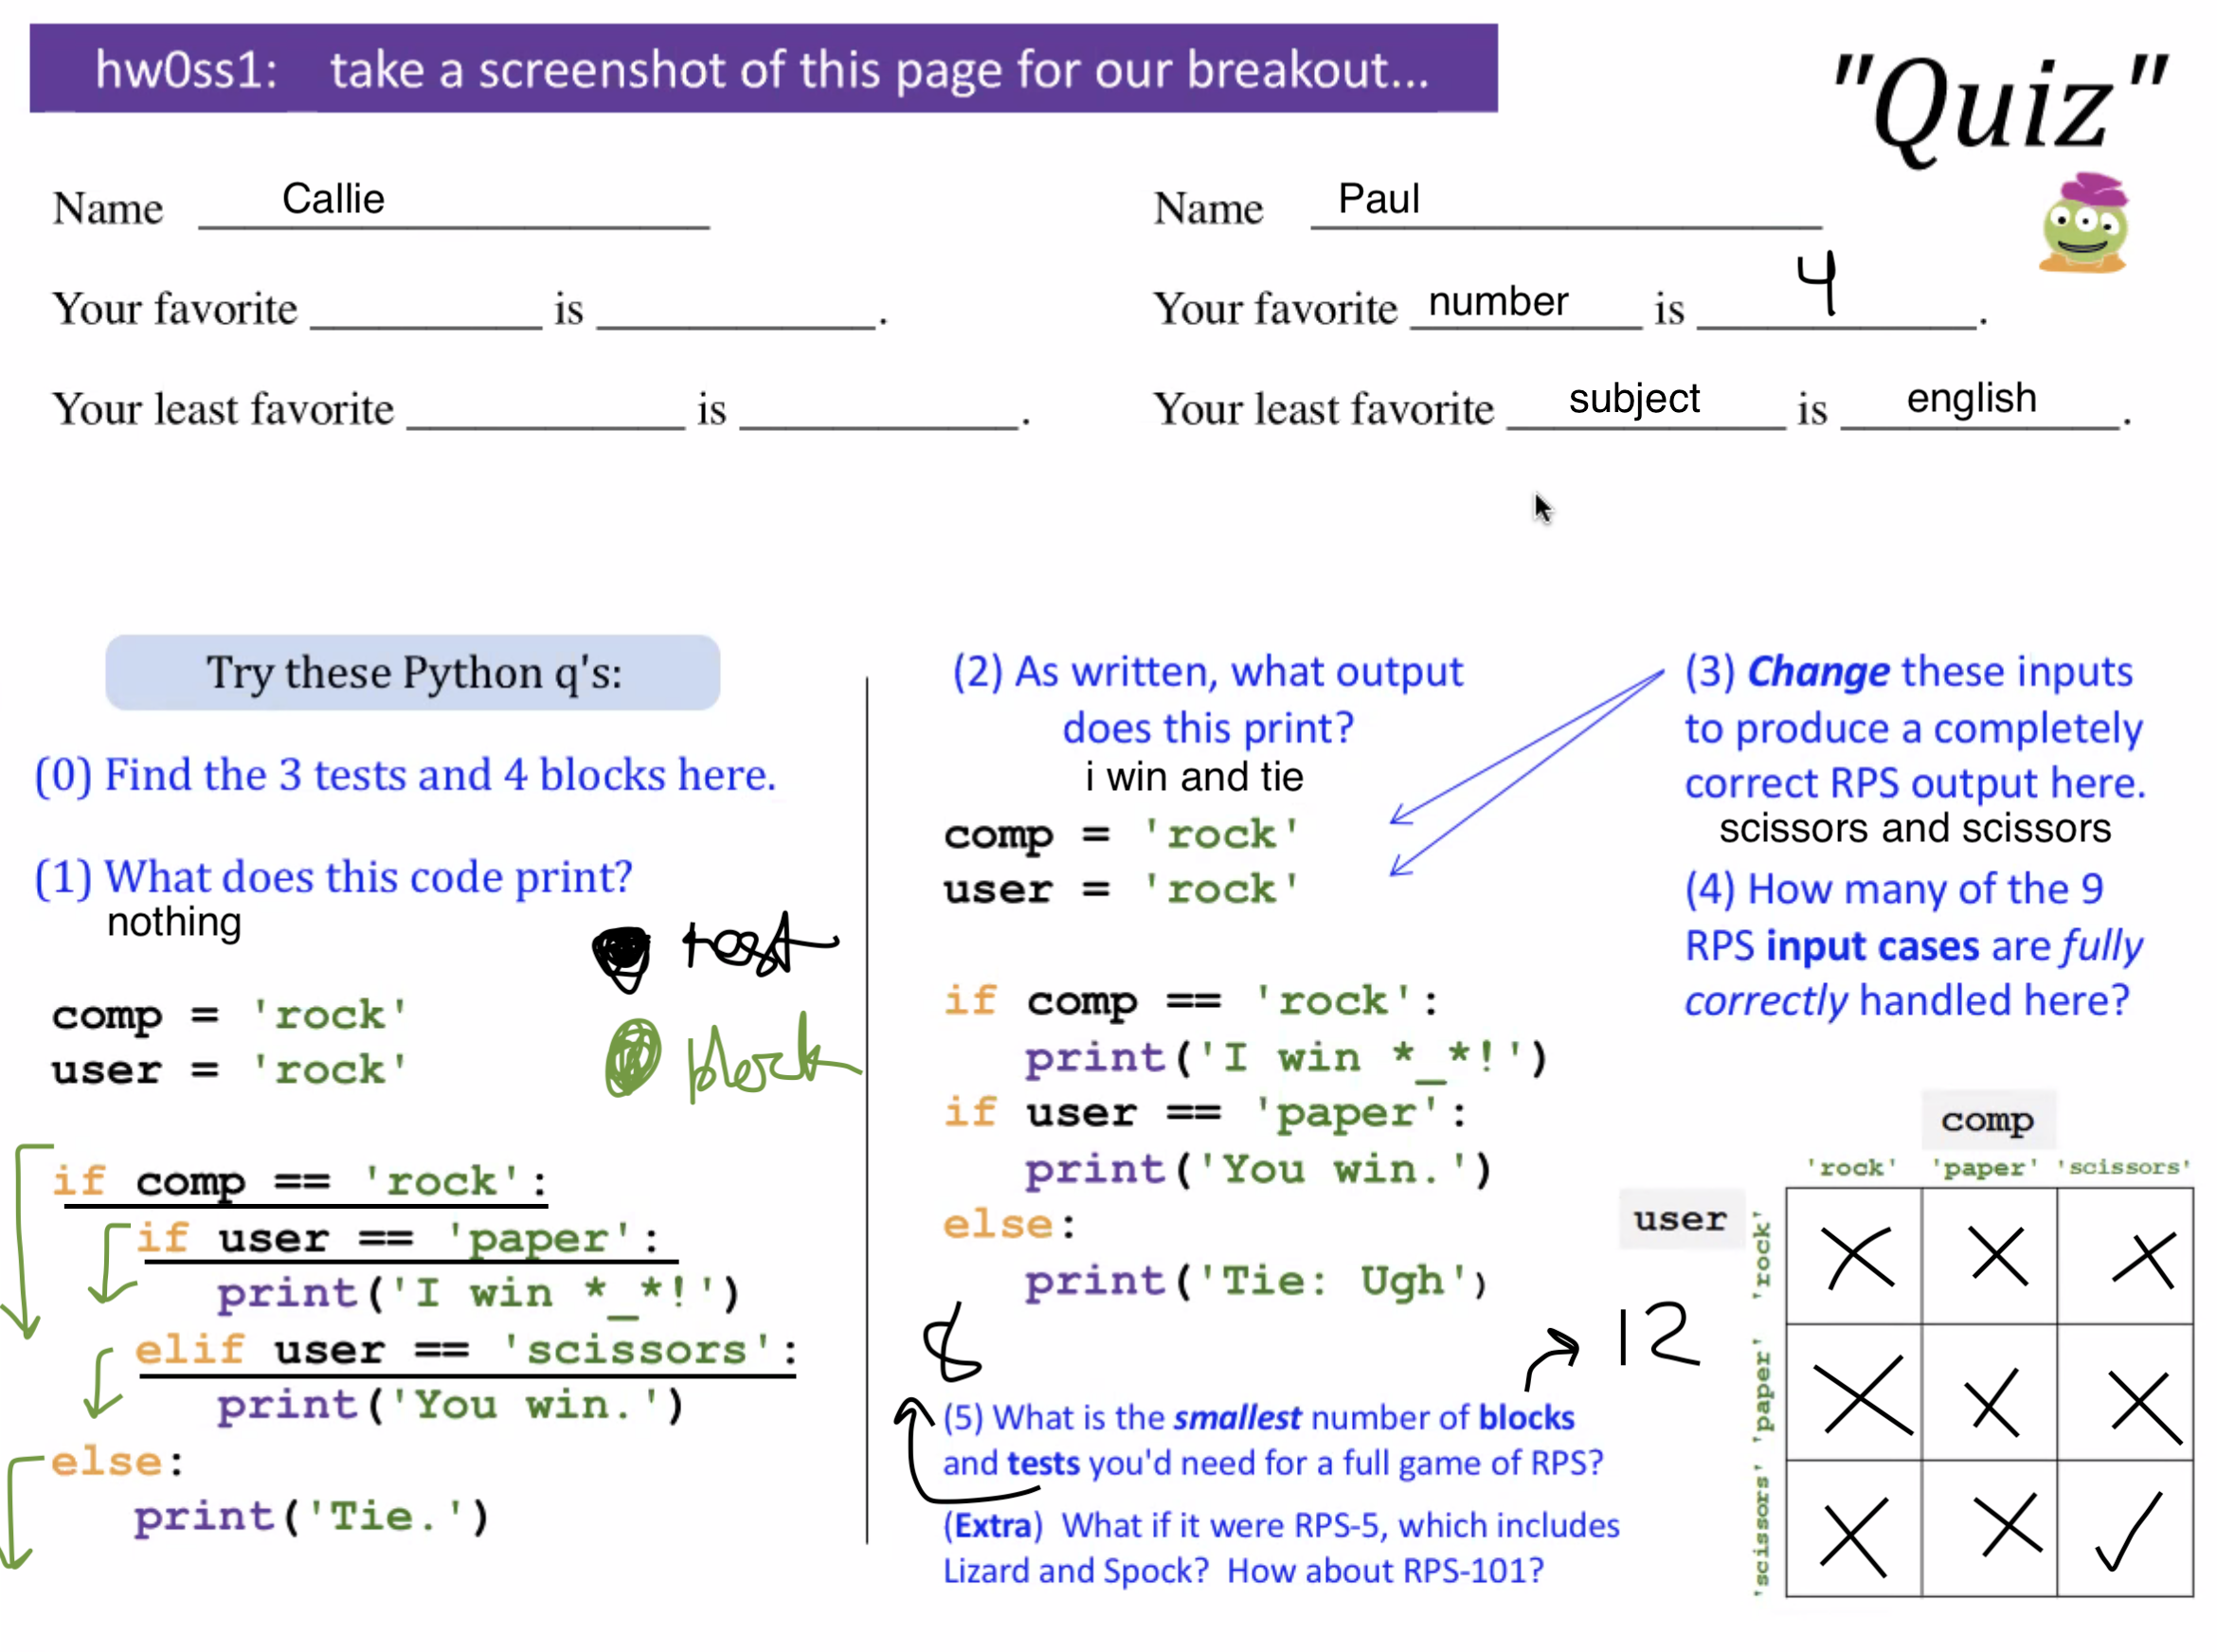 hw0ss1: take a screenshot of this page for our breakout...
"Quiz"
Name Callie
Your favorite __________ is ____________.
Your least favorite ____________ is ____________.
Name Paul
Your favorite number is 4.
Your least favorite subject is english.
Try these Python q's:
(0) Find the 3 tests and 4 blocks here.
(1) What does this code print?
nothing
test
block
comp = 'rock'
user = 'rock'
if comp == 'rock':
    if user == 'paper':
        print('I win *_*!')
    elif user == 'scissors':
        print('You win.')
else:
    print('Tie.')
(2) As written, what output
does this print?
i win and tie
comp = 'rock'
user = 'rock'
if comp == 'rock':
    print('I win *_*!')
if user == 'paper':
    print('You win.')
else:
    print('Tie: Ugh')
8
12
(5) What is the smallest number of blocks
and tests you'd need for a full game of RPS?
(Extra) What if it were RPS-5, which includes
Lizard and Spock? How about RPS-101?
(3) Change these inputs
to produce a completely
correct RPS output here.
scissors and scissors
(4) How many of the 9
RPS input cases are fully
correctly handled here?
comp
'rock' 'paper' 'scissors'
user
'rock'
'paper'
'scissors'